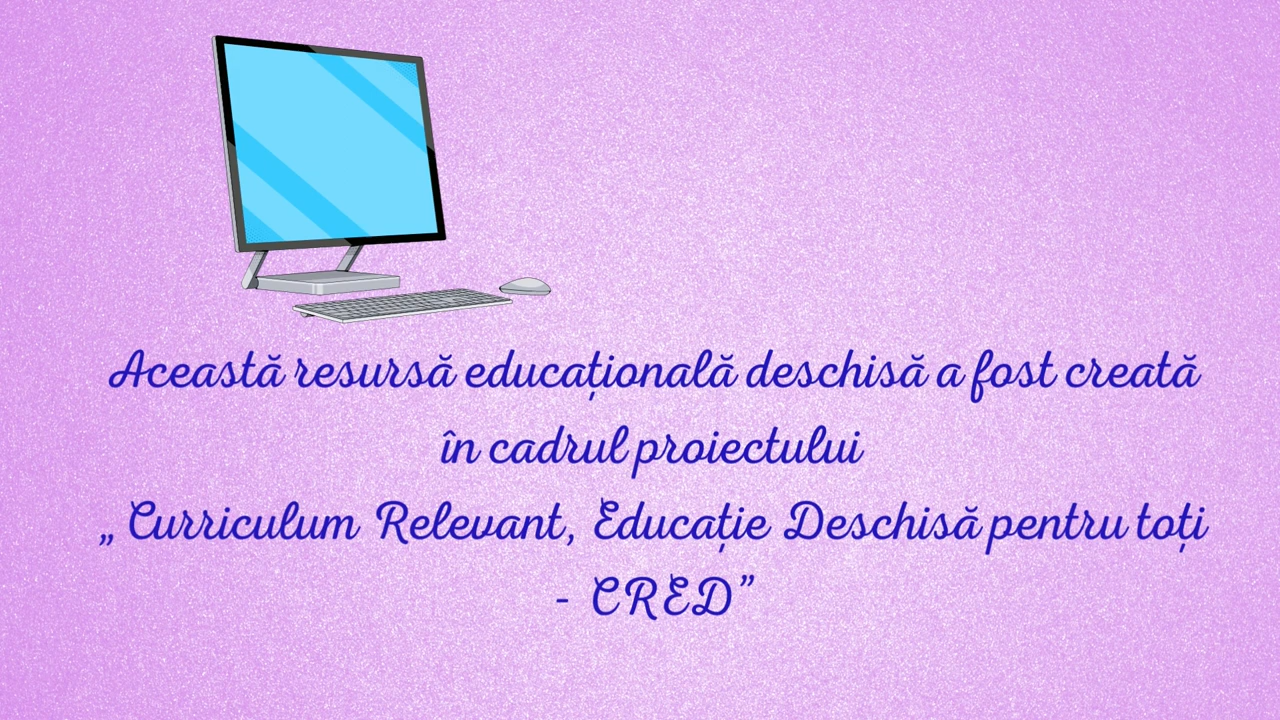 Această resursă educațională deschisă a fost creată
în cadrul proiectului
„ Curriculum Relevant, Educație Deschisă pentru toți
- CRED”